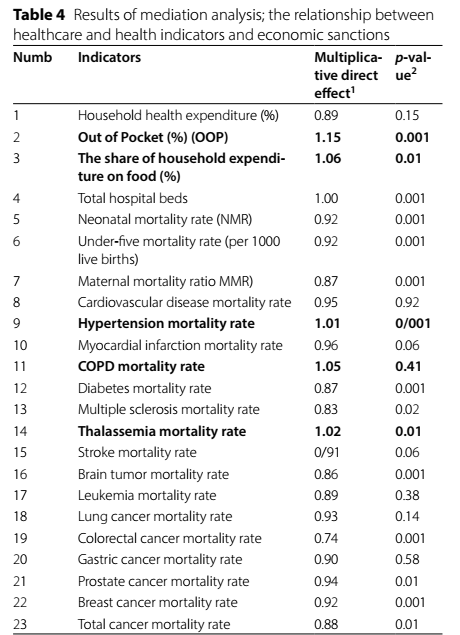 Table 4 Results of mediation analysis; the relationship between
healthcare and health indicators and economic sanctions
Numb Indicators Multiplica- p-val-
tive direct ue2
effect1
1 Household health expenditure (%) 0.89 0.15
2 Out of Pocket (%) (OOP) 1.15 0.001
3 The share of household expendi- 1.06 0.01
ture on food (%)
4 Total hospital beds 1.00 0.001
5 Neonatal mortality rate (NMR) 0.92 0.001
6 Under-five mortality rate (per 1000 0.92 0.001
live births)
7 Maternal mortality ratio MMR) 0.87 0.001
8 Cardiovascular disease mortality rate 0.95 0.92
9 Hypertension mortality rate 1.01 0/001
10 Myocardial infarction mortality rate 0.96 0.06
11 COPD mortality rate 1.05 0.41
12 Diabetes mortality rate 0.87 0.001
13 Multiple sclerosis mortality rate 0.83 0.02
14 Thalassemia mortality rate 1.02 0.01
15 Stroke mortality rate 0/91 0.06
16 Brain tumor mortality rate 0.86 0.001
17 Leukemia mortality rate 0.89 0.38
18 Lung cancer mortality rate 0.93 0.14
19 Colorectal cancer mortality rate 0.74 0.001
20 Gastric cancer mortality rate 0.90 0.58
21 Prostate cancer mortality rate 0.94 0.01
22 Breast cancer mortality rate 0.92 0.001
23 Total cancer mortality rate 0.88 0.01